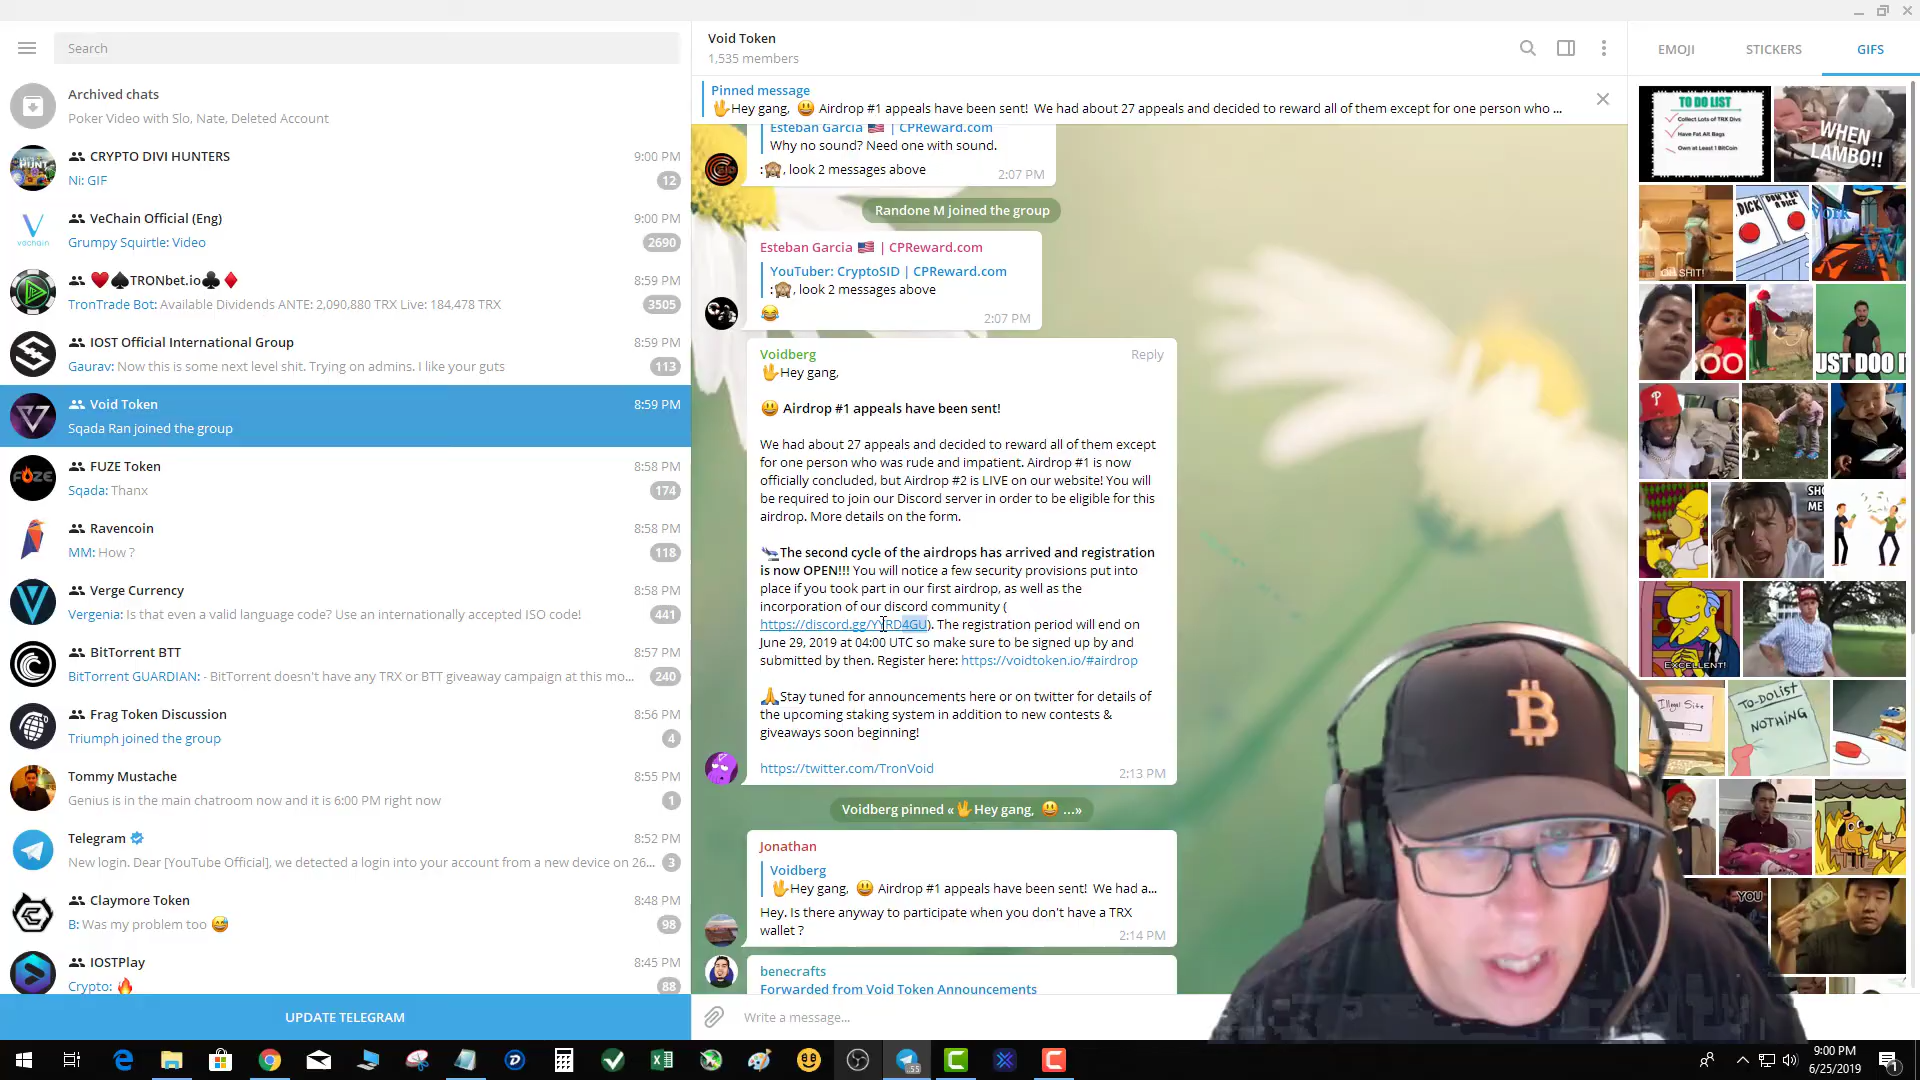 Search
Archived chats
Poker Video with Slo, Nate, Deleted Account
CRYPTO DIVI HUNTERS 9:00 PM
Ni: GIF 12
VeChain Official (Eng) 9:00 PM
Grumpy Squirtle: Video 2690
♥️♠️TRONbet.io♣️♦️ 8:59 PM
TronTrade Bot: Available Dividends ANTE: 2,090,880 TRX Live: 184,478 TRX 3505
IOST Official International Group 8:59 PM
Gaurav: Now this is some next level shit. Trying on admins. I like your guts 113
Void Token 8:59 PM
Sqada Ran joined the group
FUZE Token 8:58 PM
Sqada: Thanx 174
Ravencoin 8:58 PM
MM: How ? 118
Verge Currency 8:58 PM
Vergenia: Is that even a valid language code? Use an internationally accepted ISO code! 441
BitTorrent BTT 8:57 PM
BitTorrent GUARDIAN: - BitTorrent doesn't have any TRX or BTT giveaway campaign at this mo... 240
Frag Token Discussion 8:56 PM
Triumph joined the group 4
Tommy Mustache 8:55 PM
Genius is in the main chatroom now and it is 6:00 PM right now 1
Telegram 8:52 PM
New login. Dear [YouTube Official], we detected a login into your account from a new device on 26... 3
Claymore Token 8:48 PM
B: Was my problem too 😅 98
IOSTPlay 8:45 PM
Crypto: 🔥 88
UPDATE TELEGRAM
Void Token
1,535 members
Pinned message
🖖Hey gang, 😃 Airdrop #1 appeals have been sent! We had about 27 appeals and decided to reward all of them except for one person who ...
Esteban Garcia 🇺🇸 | CPReward.com
Why no sound? Need one with sound.
:🙈, look 2 messages above 2:07 PM
Randone M joined the group
Esteban Garcia 🇺🇸 | CPReward.com
YouTuber: CryptoSID | CPReward.com
:🙈, look 2 messages above
😂 2:07 PM
Voidberg Reply
🖖Hey gang,
😃 Airdrop #1 appeals have been sent!
We had about 27 appeals and decided to reward all of them except
for one person who was rude and impatient. Airdrop #1 is now
officially concluded, but Airdrop #2 is LIVE on our website! You will
be required to join our Discord server in order to be eligible for this
airdrop. More details on the form.
🛬The second cycle of the airdrops has arrived and registration
is now OPEN!!! You will notice a few security provisions put into
place if you took part in our first airdrop, as well as the
incorporation of our discord community (
https://discord.gg/YYRD4GU). The registration period will end on
June 29, 2019 at 04:00 UTC so make sure to be signed up by and
submitted by then. Register here: https://voidtoken.io/#airdrop
🙏Stay tuned for announcements here or on twitter for details of
the upcoming staking system in addition to new contests &
giveaways soon beginning!
https://twitter.com/TronVoid 2:13 PM
Voidberg pinned «🖖Hey gang, 😃 ...»
Jonathan
Voidberg
🖖Hey gang, 😃 Airdrop #1 appeals have been sent! We had a...
Hey. Is there anyway to participate when you don't have a TRX
wallet ? 2:14 PM
benecrafts
Forwarded from Void Token Announcements
Write a message...
EMOJI STICKERS GIFS
TO DO LIST
Collect Lots of TRX Divs
Have Fat Alt Bags
Own at Least 1 BitCoin
WHEN
LAMBO!!
OH SHIT!
JUST DOO I
EXCELLENT!
Illegal Site
TO-DO LIST
NOTHING
YOU
9:00 PM
6/25/2019